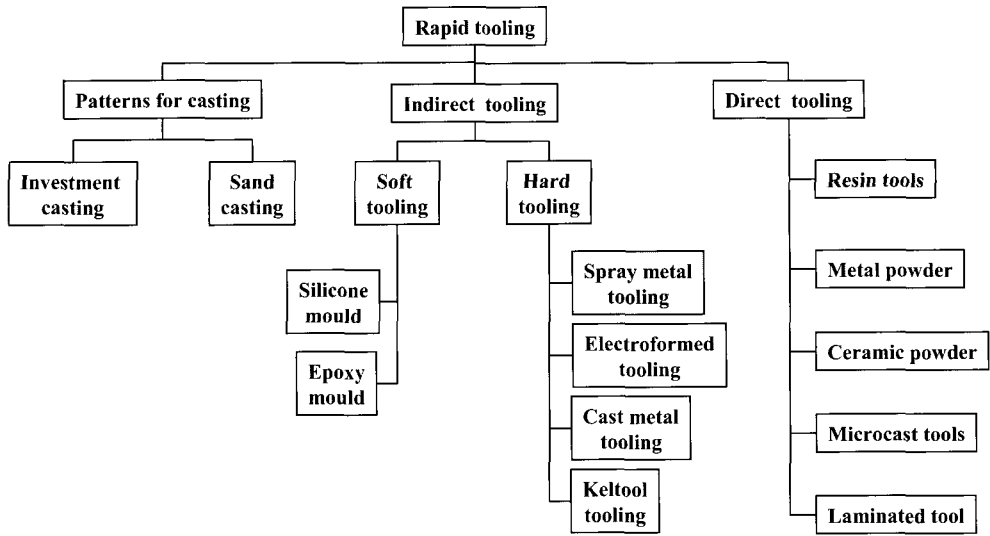 Rapid tooling
Patterns for casting
Indirect tooling
Direct tooling
Investment
casting
Sand
casting
Soft
tooling
Hard
tooling
Silicone
mould
Epoxy
mould
Spray metal
tooling
Electroformed
tooling
Cast metal
tooling
Keltool
tooling
Resin tools
Metal powder
Ceramic powder
Microcast tools
Laminated tool